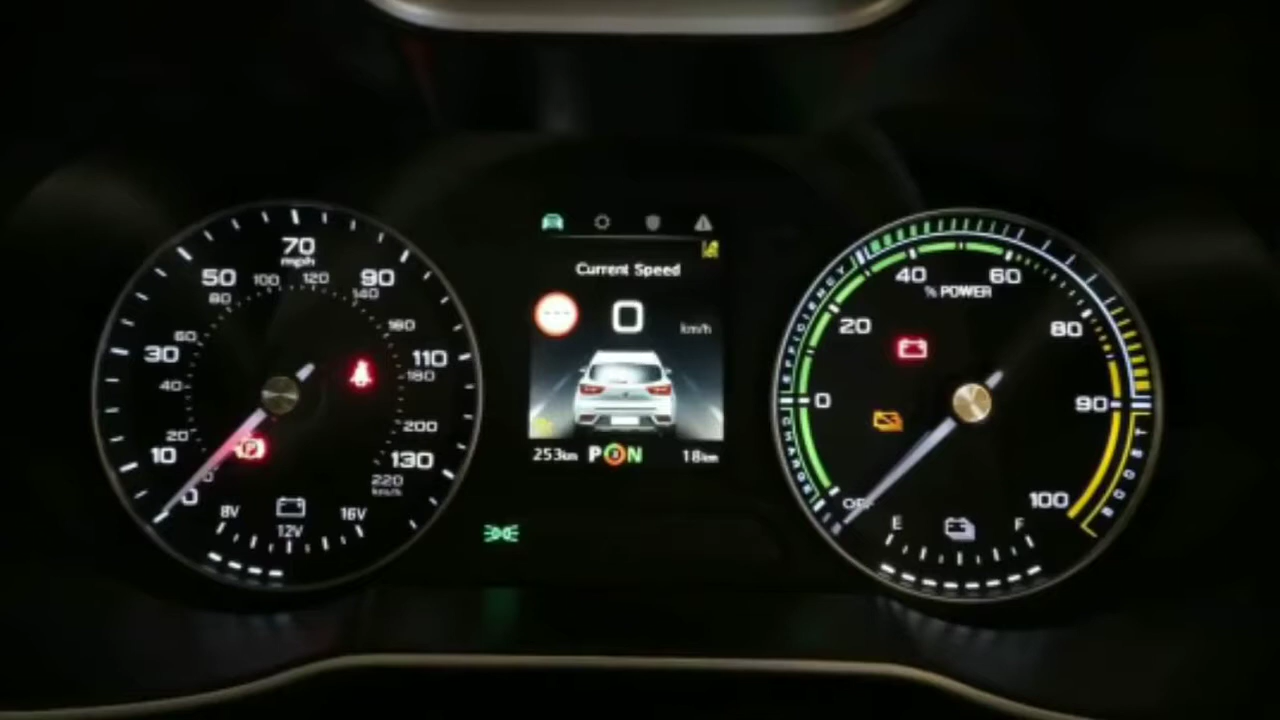 70
mph
50
90
100
120
80
140
60
160
30
110
40
180
20
200
10
130
0
0
220
km/h
8V
12V
16V
Current Speed
0
km/h
253km
P N
18km
40
60
% POWER
20
80
0
90
100
E
F
EFFICIENCY
CHARGE
BOOST